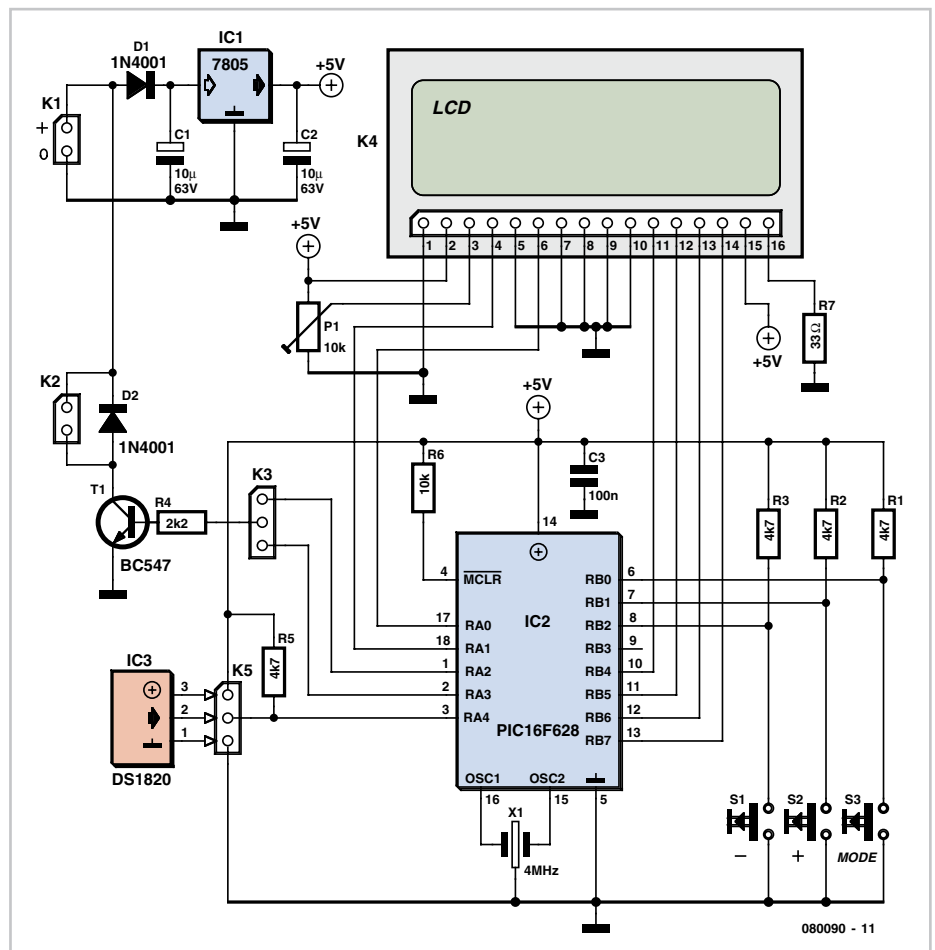 D1
1N4001
IC1
7805
+5V
K1
+
0
C1
10µ
63V
C2
10µ
63V
LCD
K4
1 2 3 4 5 6 7 8 9 10 11 12 13 14 15 16
+5V
P1
10k
R7
33Ω
+5V
K2
D2
1N4001
+5V
T1
R4
2k2
BC547
K3
R6
10k
C3
100n
R3
4k7
R2
4k7
R1
4k7
14
4 MCLR
17 RA0
18 RA1
1 RA2
2 RA3
3 RA4
IC2
PIC16F628
RB0 6
RB1 7
RB2 8
RB3 9
RB4 10
RB5 11
RB6 12
RB7 13
OSC1 OSC2
16 15 5
X1
4MHz
IC3
3
2
1
DS1820
K5
R5
4k7
S1
–
S2
+
S3
MODE
080090 - 11